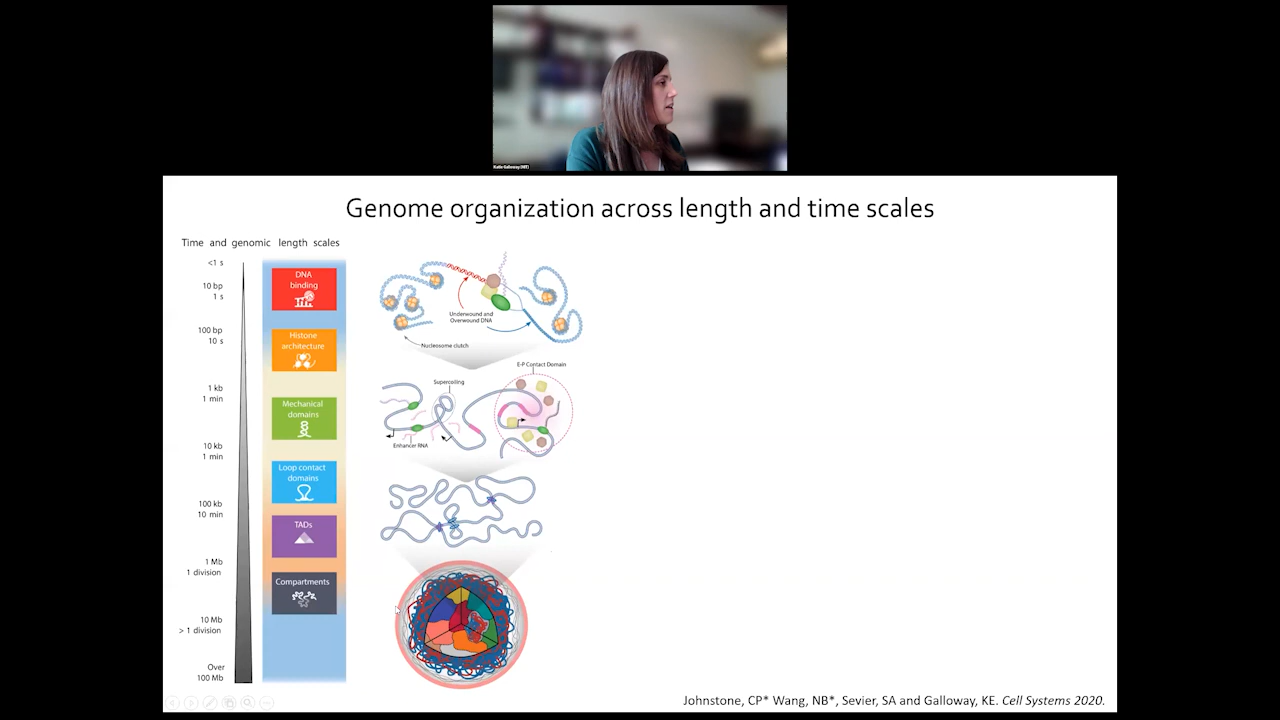 Katie Galloway (MIT)
Genome organization across length and time scales
Time and genomic length scales
<1 s
10 bp
1 s
100 bp
10 s
1 kb
1 min
10 kb
1 min
100 kb
10 min
1 Mb
1 division
10 Mb
> 1 division
Over
100 Mb
DNA
binding
Histone
architecture
Mechanical
domains
Loop contact
domains
TADs
Compartments
Underwound and
Overwound DNA
Nucleosome clutch
E-P Contact Domain
Supercoiling
Enhancer RNA
Johnstone, CP* Wang, NB*, Sevier, SA and Galloway, KE. Cell Systems 2020.